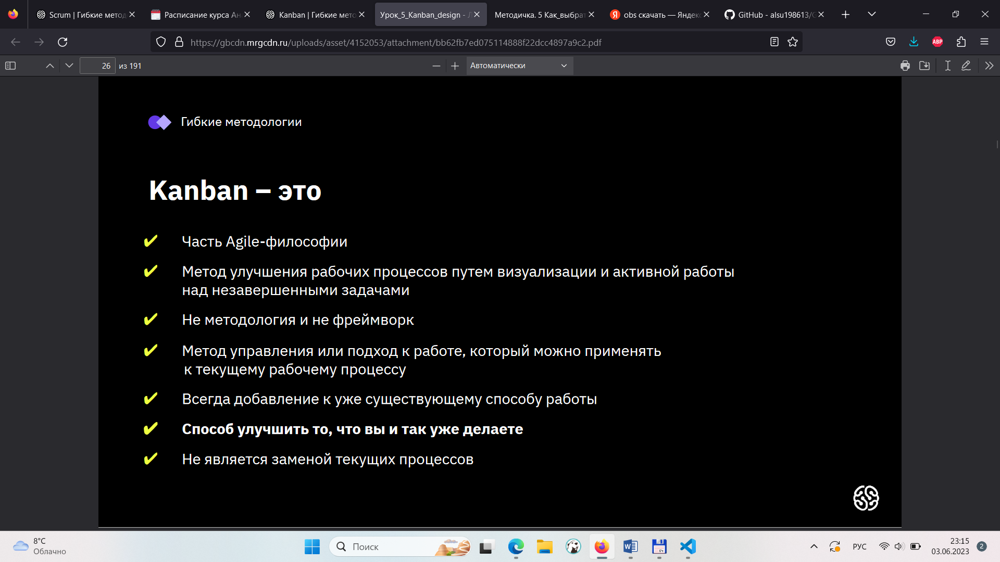 Scrum | Гибкие метод
Расписание курса Ан
Kanban | Гибкие мето
Урок_5_Kanban_design -
Методичка. 5 Как_выбрат
obs скачать — Яндекс
GitHub - alsu198613/G
https://gbcdn.mrgcdn.ru/uploads/asset/4152053/attachment/bb62fb7ed075114888f22dcc4897a9c2.pdf
ABP
26 из 191
Автоматически
Гибкие методологии
Kanban – это
Часть Agile-философии
Метод улучшения рабочих процессов путем визуализации и активной работы
над незавершенными задачами
Не методология и не фреймворк
Метод управления или подход к работе, который можно применять
к текущему рабочему процессу
Всегда добавление к уже существующему способу работы
Способ улучшить то, что вы и так уже делаете
Не является заменой текущих процессов
8°C
Облачно
Поиск
64
РУС
23:15
03.06.2023
2